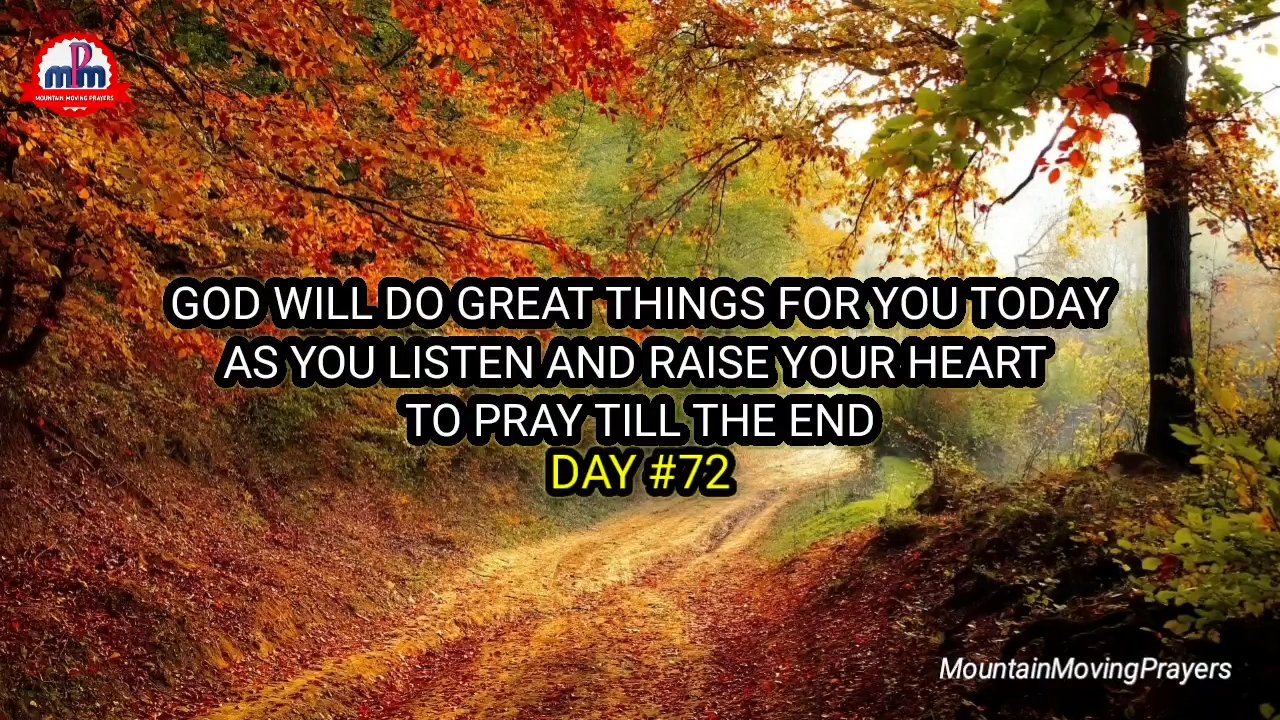 mPm
MOUNTAIN MOVING PRAYERS
GOD WILL DO GREAT THINGS FOR YOU TODAY
AS YOU LISTEN AND RAISE YOUR HEART
TO PRAY TILL THE END
DAY #72
MountainMovingPrayers